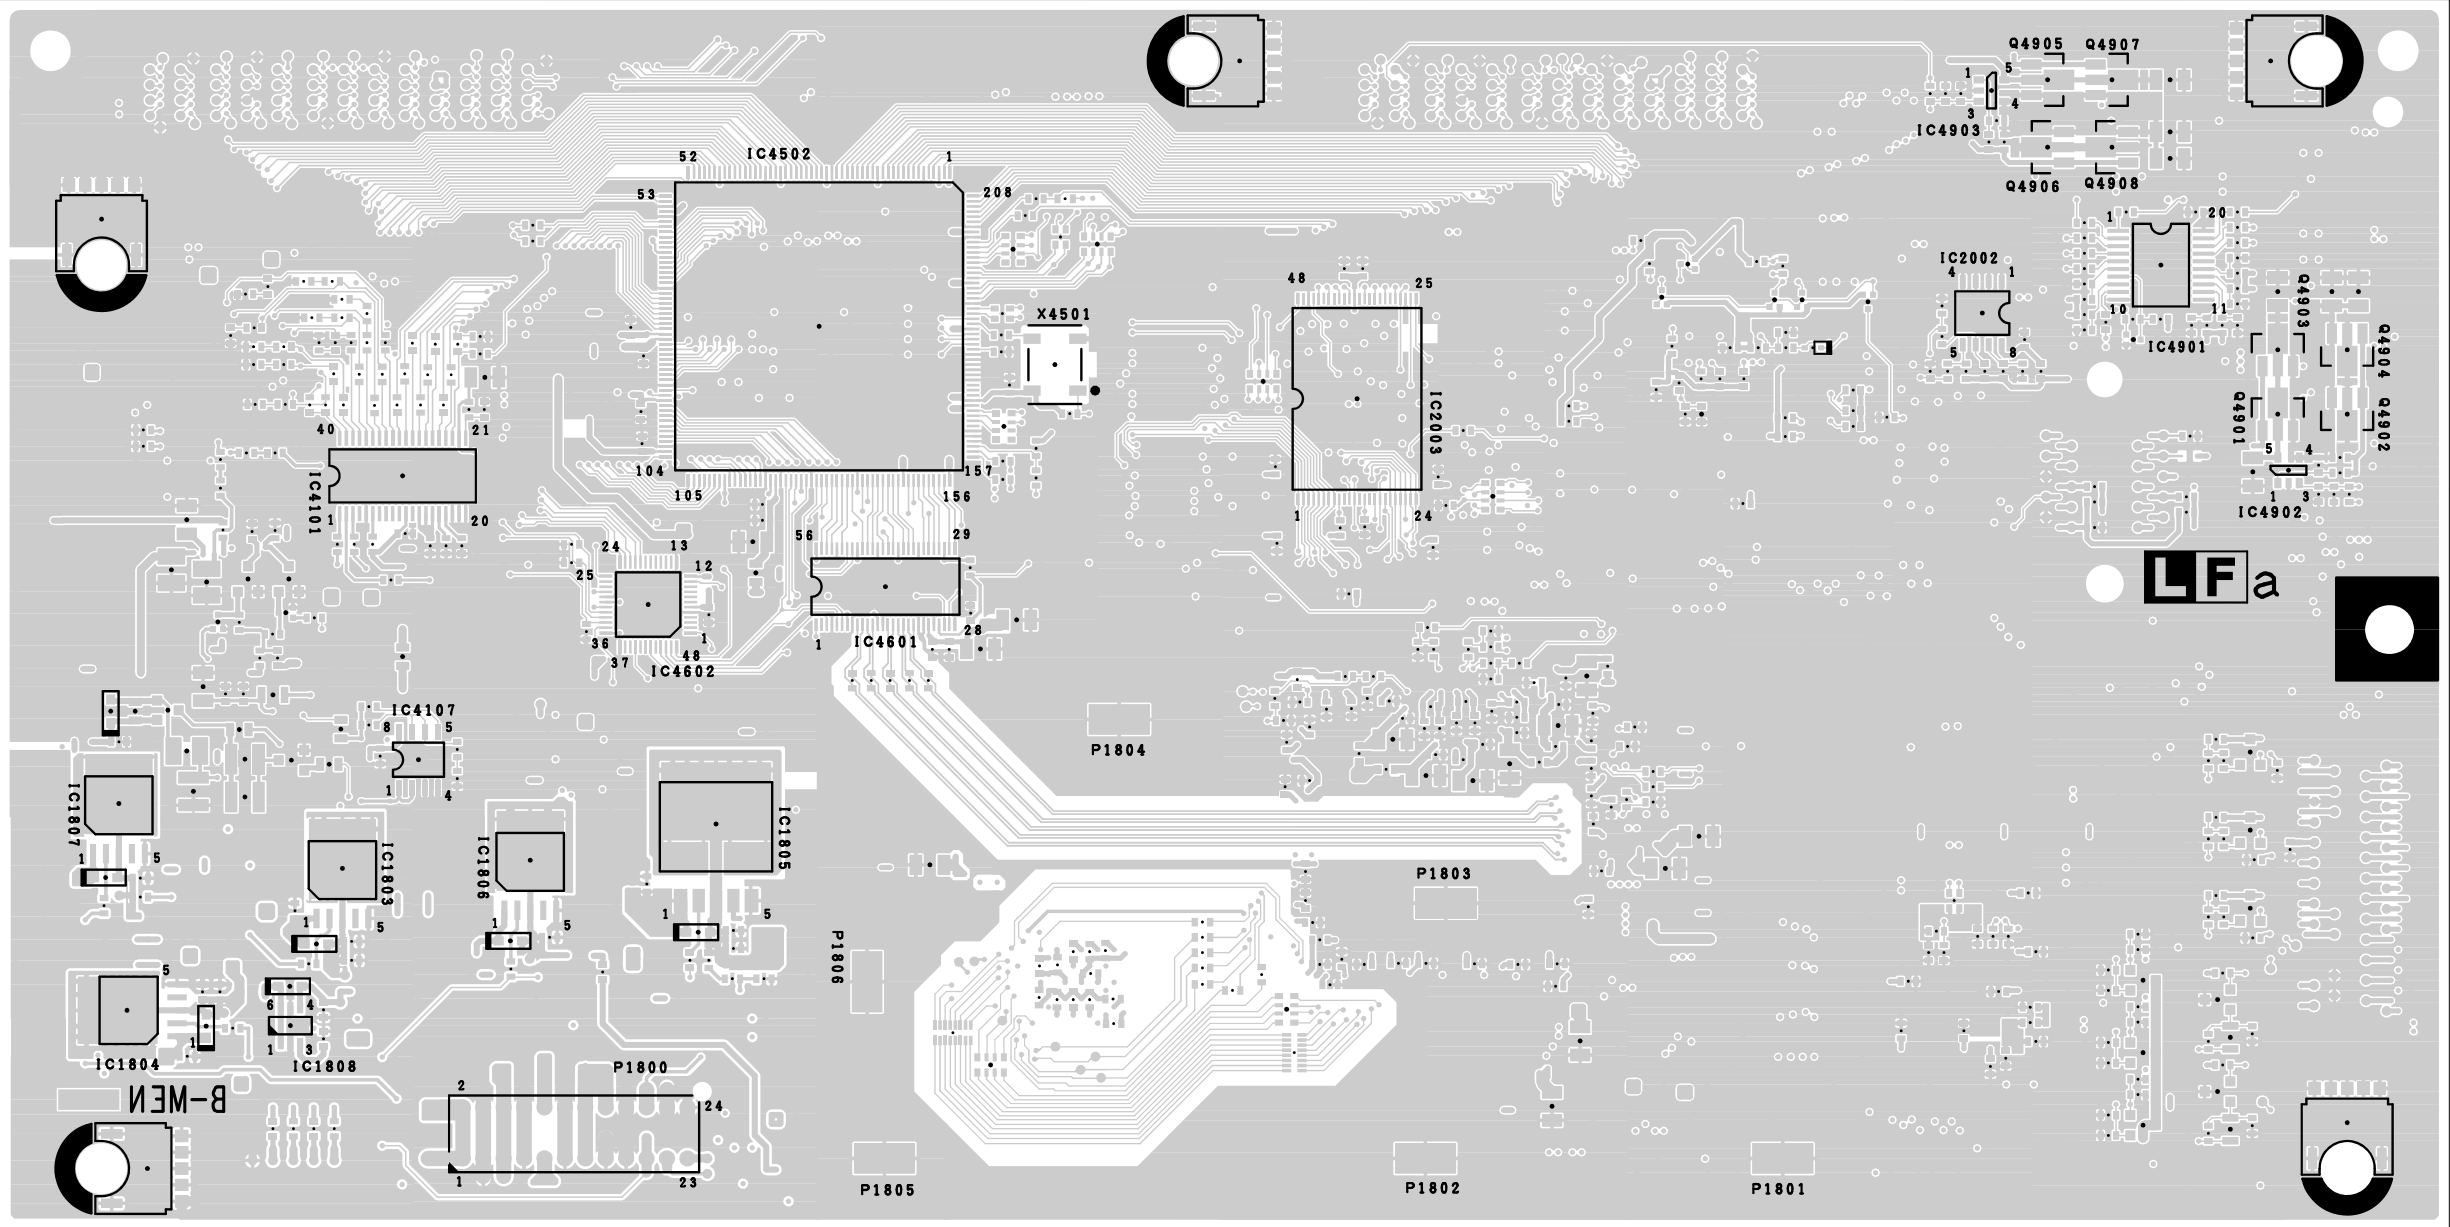 Q4905 Q4907
1 5
4
3
IC4903
Q4906 Q4908
52 IC4502 1
53 208
104 157
105 156
X4501
48 25
IC2003
1 24
IC2002
4 1
5 8
1 20
10 11
IC4901
Q4903
Q4904
Q4901
Q4902
5 4
1 3
IC4902
40 21
IC4101
1 20
24 13
25 12
36 1
37 48
IC4602
56 29
1 28
IC4601
LFa
IC4107
8 5
1 4
P1804
IC1807
1 5
IC1803
1 5
IC1806
1 5
IC1805
1 5
P1803
P1806
5
1
IC1804
6 4
1 3
IC1808
P1800
2 24
1 23
B-MEN
P1805
P1802
P1801